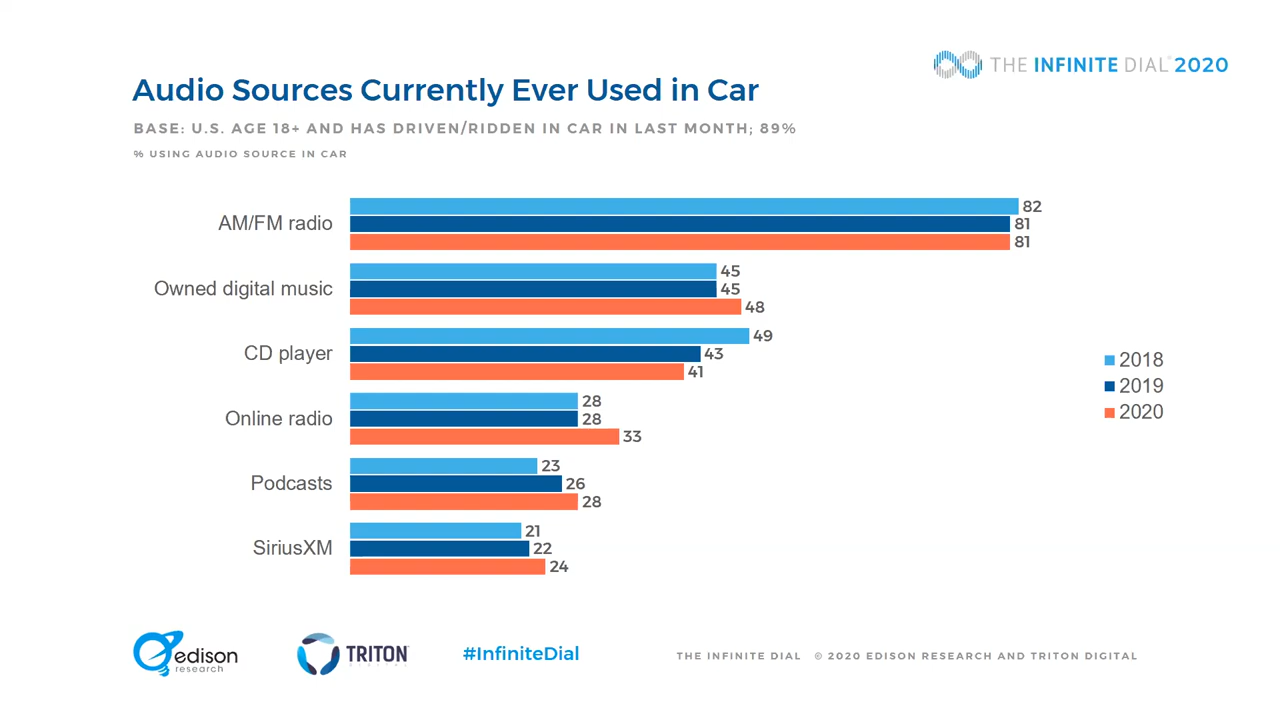 THE INFINITE DIAL 2020
Audio Sources Currently Ever Used in Car
BASE: U.S. AGE 18+ AND HAS DRIVEN/RIDDEN IN CAR IN LAST MONTH; 89%
% USING AUDIO SOURCE IN CAR
AM/FM radio
82
81
81
Owned digital music
45
45
48
CD player
49
43
41
Online radio
28
28
33
Podcasts
23
26
28
SiriusXM
21
22
24
2018
2019
2020
edison
research
TRITON
#InfiniteDial
THE INFINITE DIAL © 2020 EDISON RESEARCH AND TRITON DIGITAL